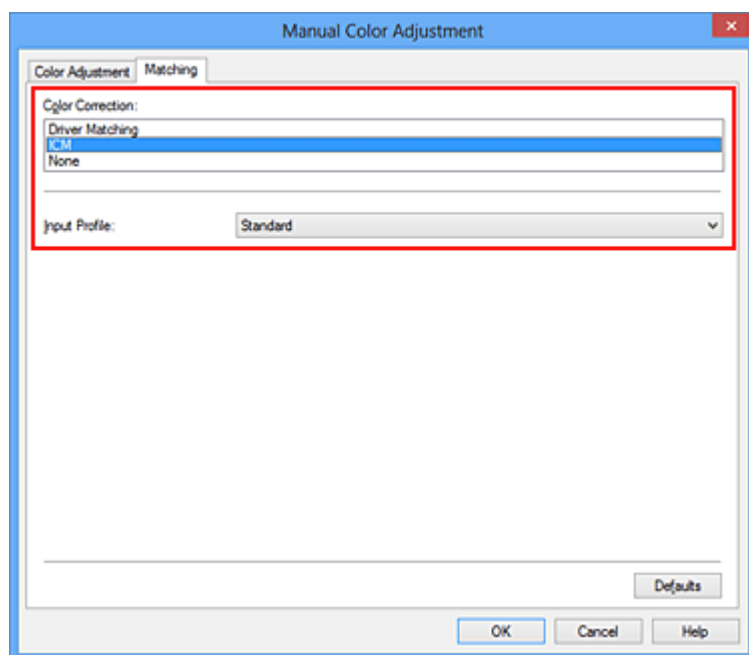 Manual Color Adjustment
Color Adjustment Matching
Color Correction:
Driver Matching
ICM
None
Input Profile: Standard
Defaults
OK Cancel Help